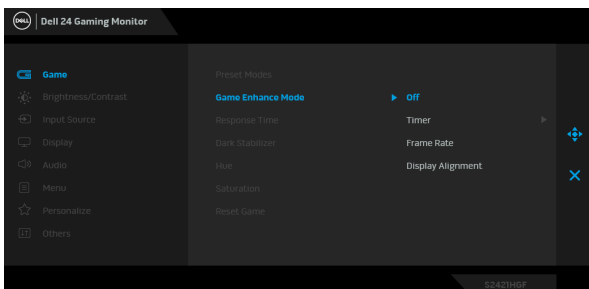 DELL
Dell 24 Gaming Monitor
Game
Brightness/Contrast
Input Source
Display
Audio
Menu
Personalize
Others
Preset Modes
Game Enhance Mode
Response Time
Dark Stabilizer
Hue
Saturation
Reset Game
Off
Timer
Frame Rate
Display Alignment
S2421HGF